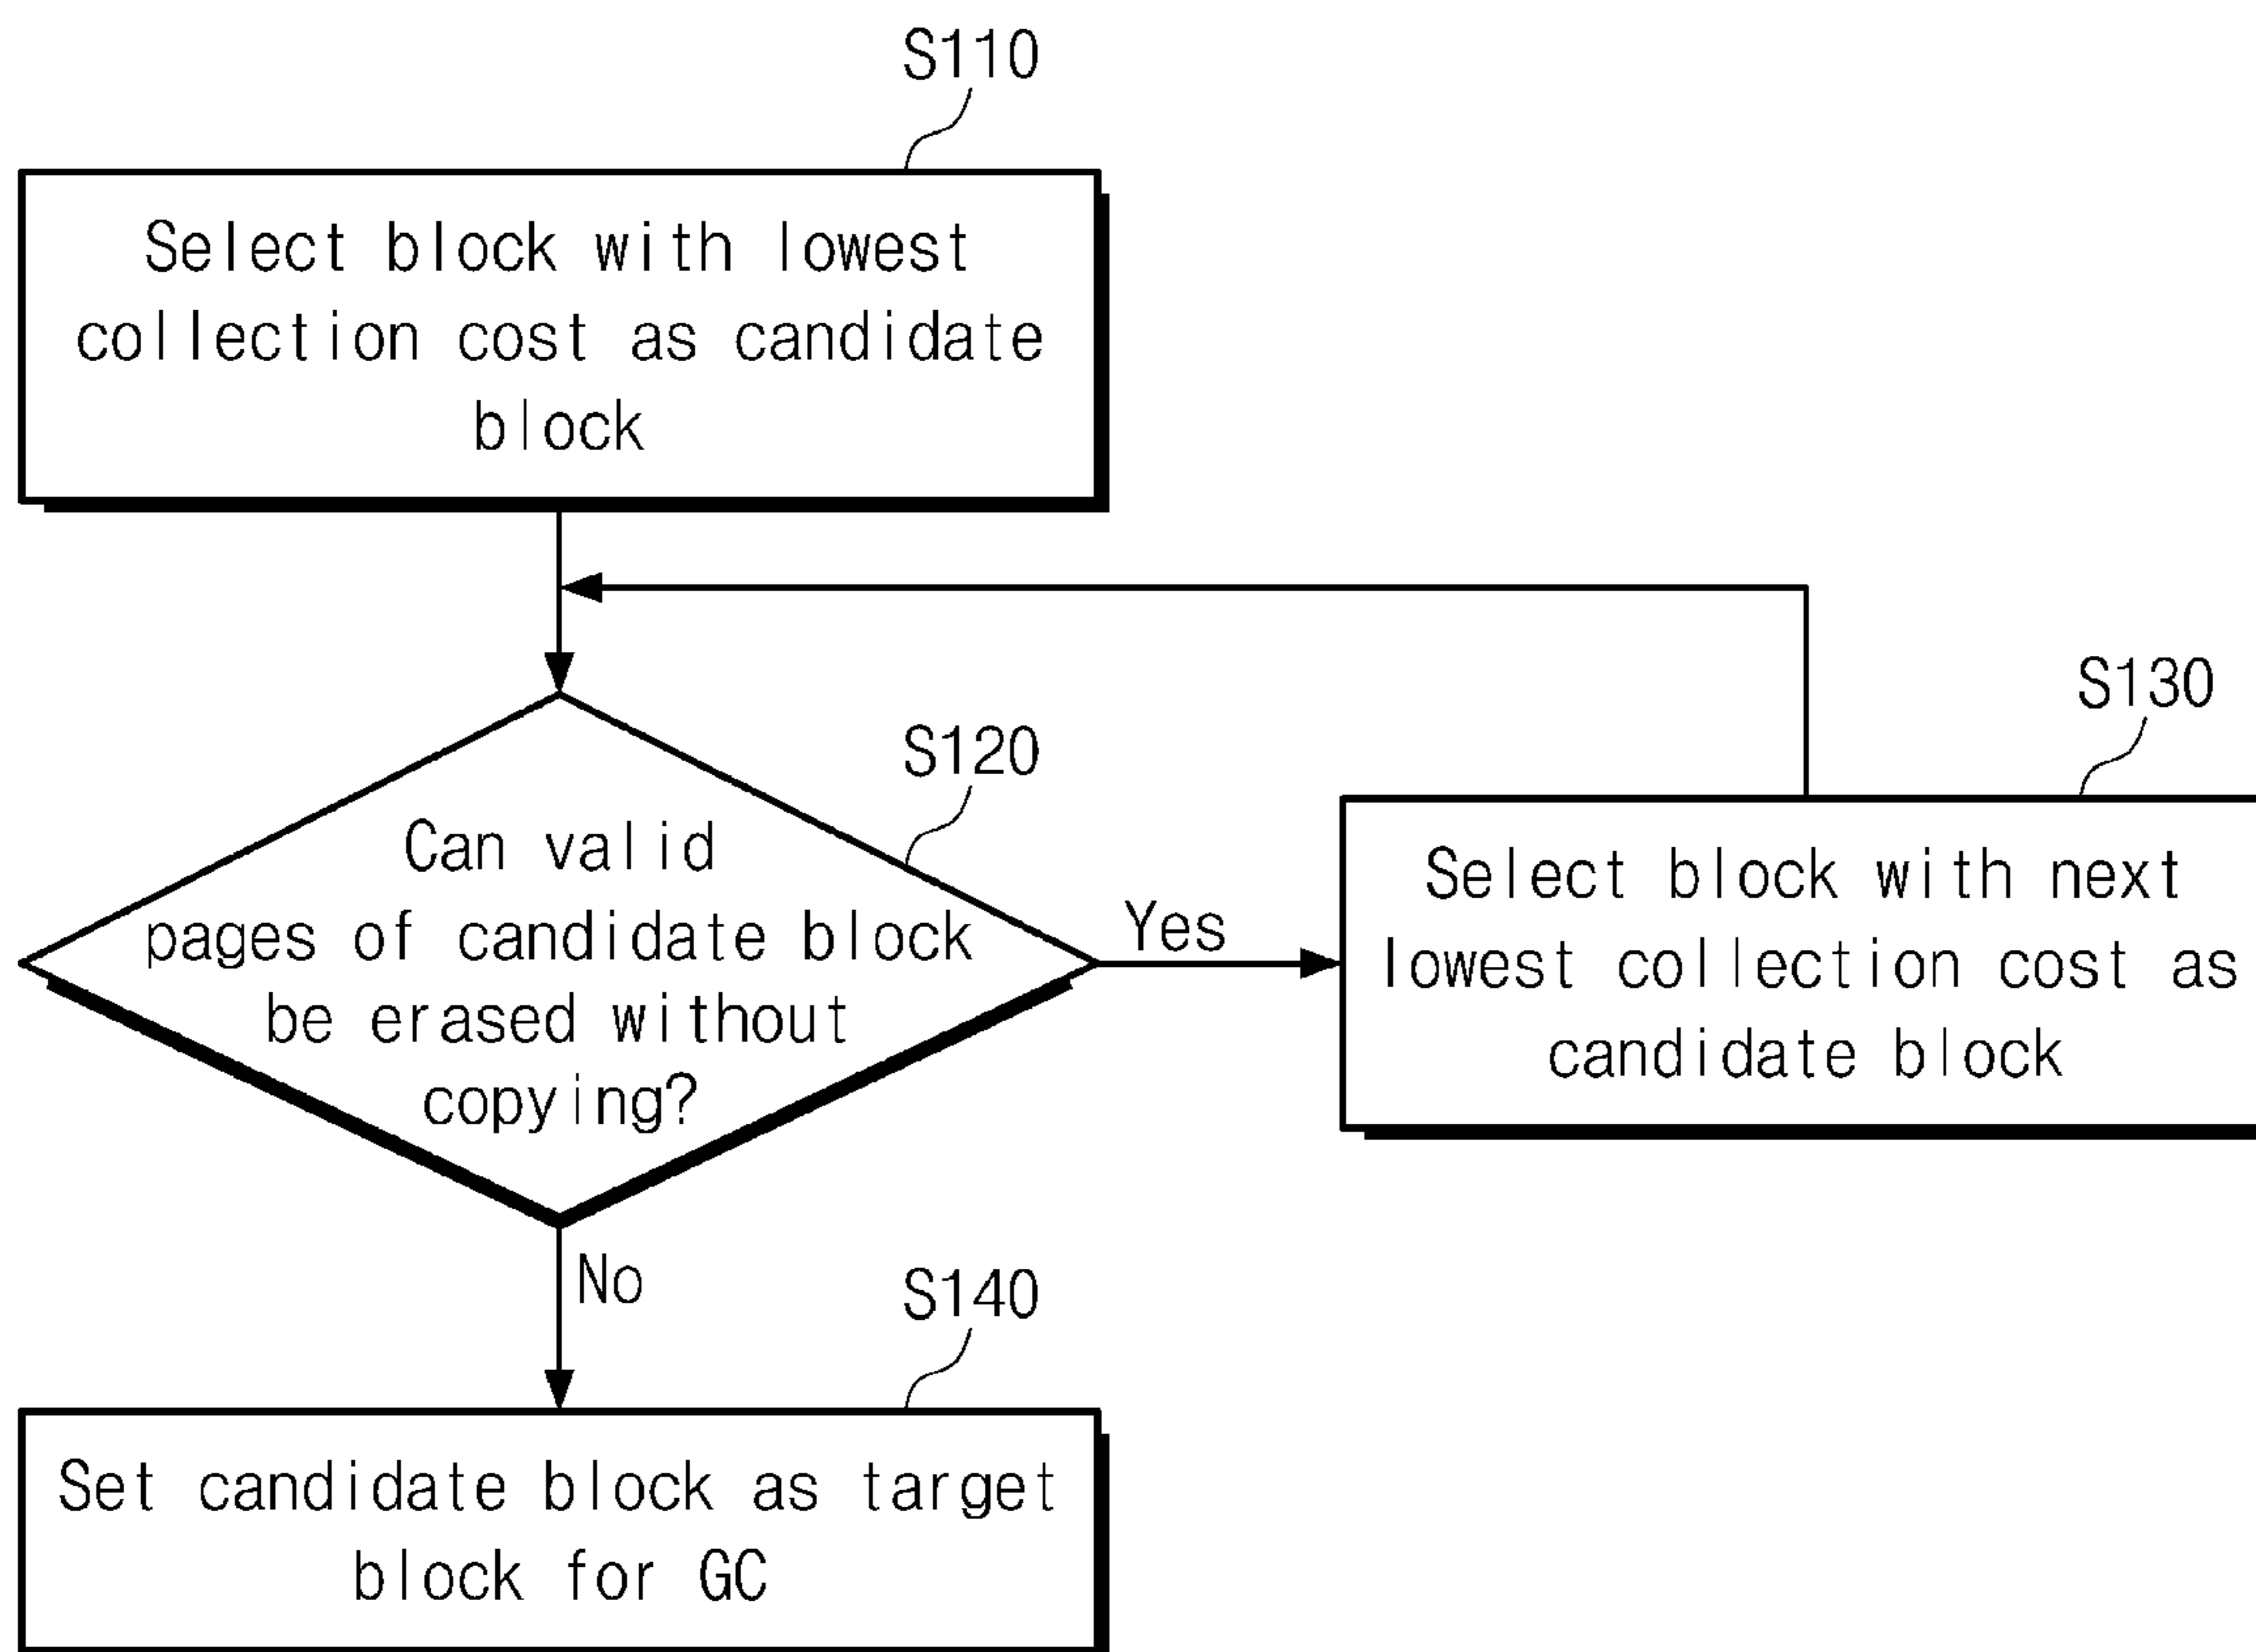 S110
Select block with lowest
collection cost as candidate
block
S120
Can valid
pages of candidate block
be erased without
copying?
Yes
S130
Select block with next
lowest collection cost as
candidate block
No
S140
Set candidate block as target
block for GC